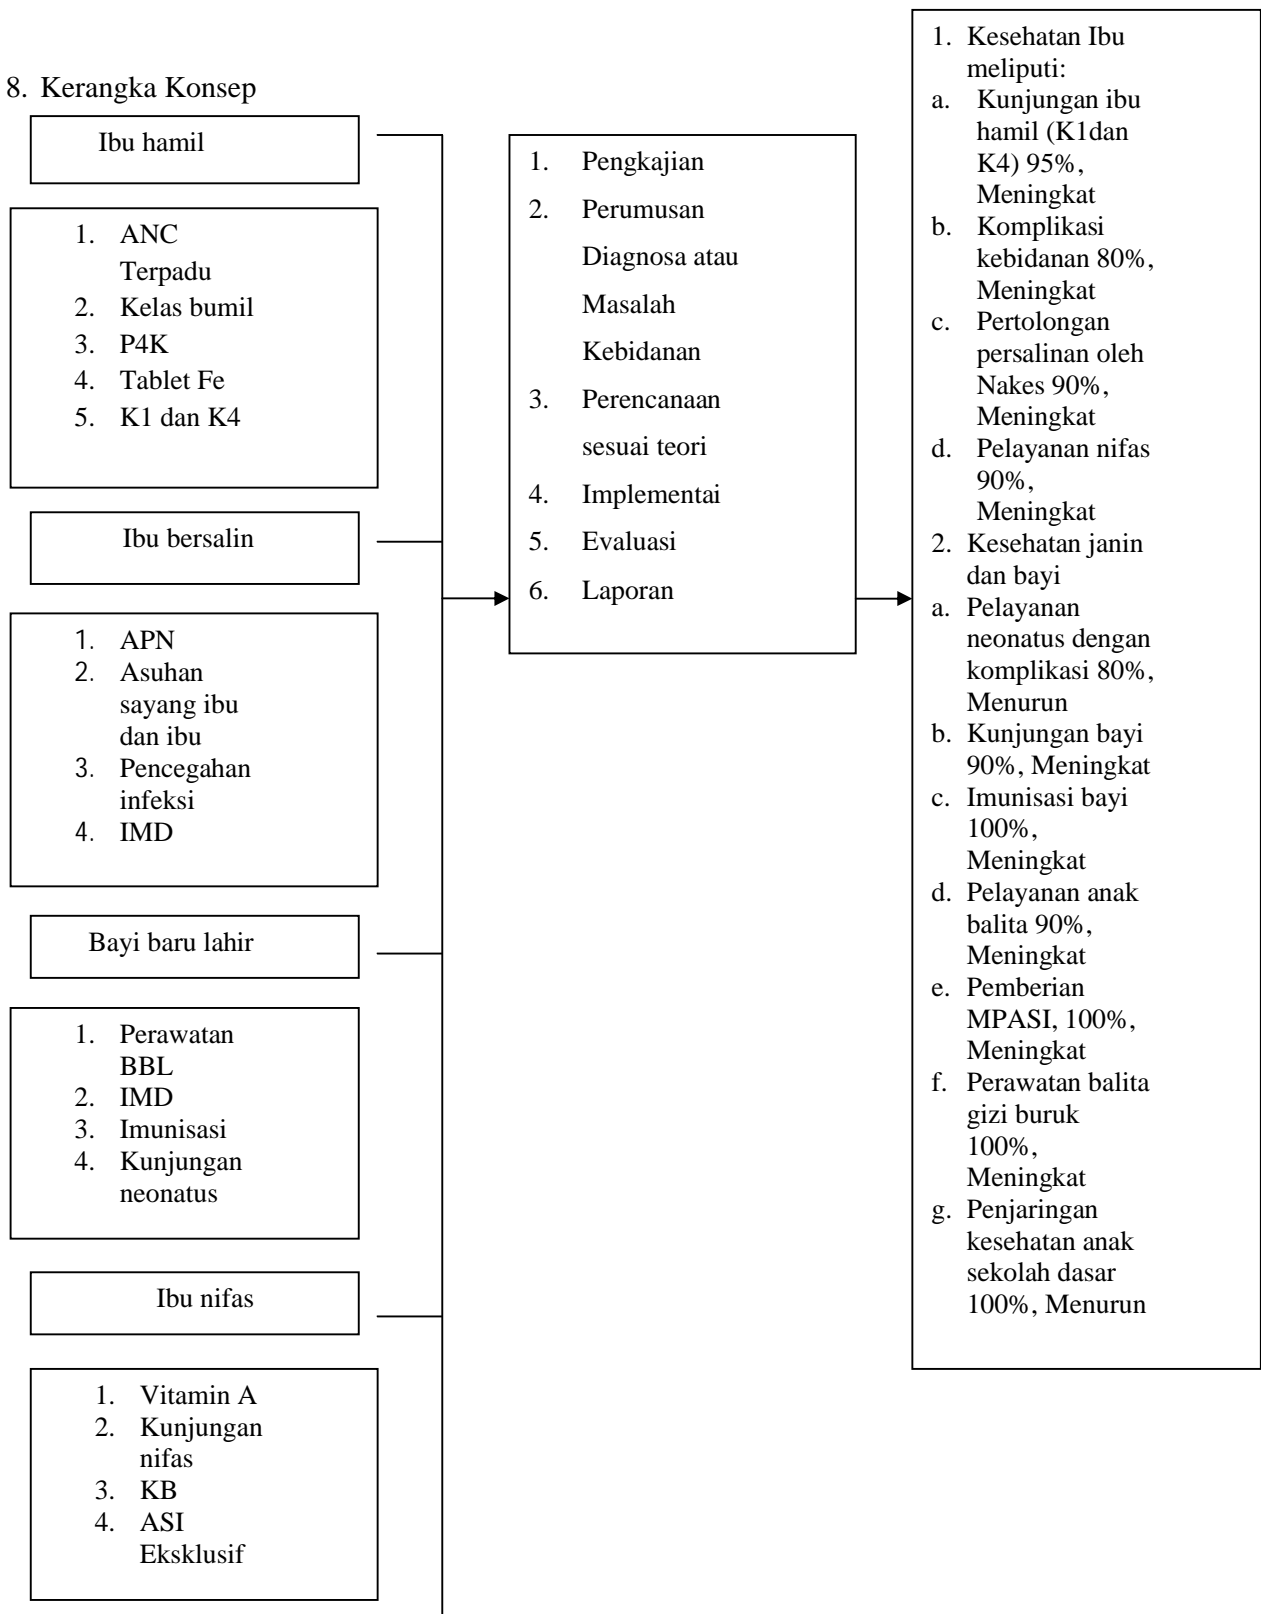 8. Kerangka Konsep
Ibu hamil
1. ANC
Terpadu
2. Kelas bumil
3. P4K
4. Tablet Fe
5. K1 dan K4
Ibu bersalin
1. APN
2. Asuhan
sayang ibu
dan ibu
3. Pencegahan
infeksi
4. IMD
Bayi baru lahir
1. Perawatan
BBL
2. IMD
3. Imunisasi
4. Kunjungan
neonatus
Ibu nifas
1. Vitamin A
2. Kunjungan
nifas
3. KB
4. ASI
Eksklusif
1. Pengkajian
2. Perumusan
Diagnosa atau
Masalah
Kebidanan
3. Perencanaan
sesuai teori
4. Implementai
5. Evaluasi
6. Laporan
1. Kesehatan Ibu
meliputi:
a. Kunjungan ibu
hamil (K1dan
K4) 95%,
Meningkat
b. Komplikasi
kebidanan 80%,
Meningkat
c. Pertolongan
persalinan oleh
Nakes 90%,
Meningkat
d. Pelayanan nifas
90%,
Meningkat
2. Kesehatan janin
dan bayi
a. Pelayanan
neonatus dengan
komplikasi 80%,
Menurun
b. Kunjungan bayi
90%, Meningkat
c. Imunisasi bayi
100%,
Meningkat
d. Pelayanan anak
balita 90%,
Meningkat
e. Pemberian
MPASI, 100%,
Meningkat
f. Perawatan balita
gizi buruk
100%,
Meningkat
g. Penjaringan
kesehatan anak
sekolah dasar
100%, Menurun